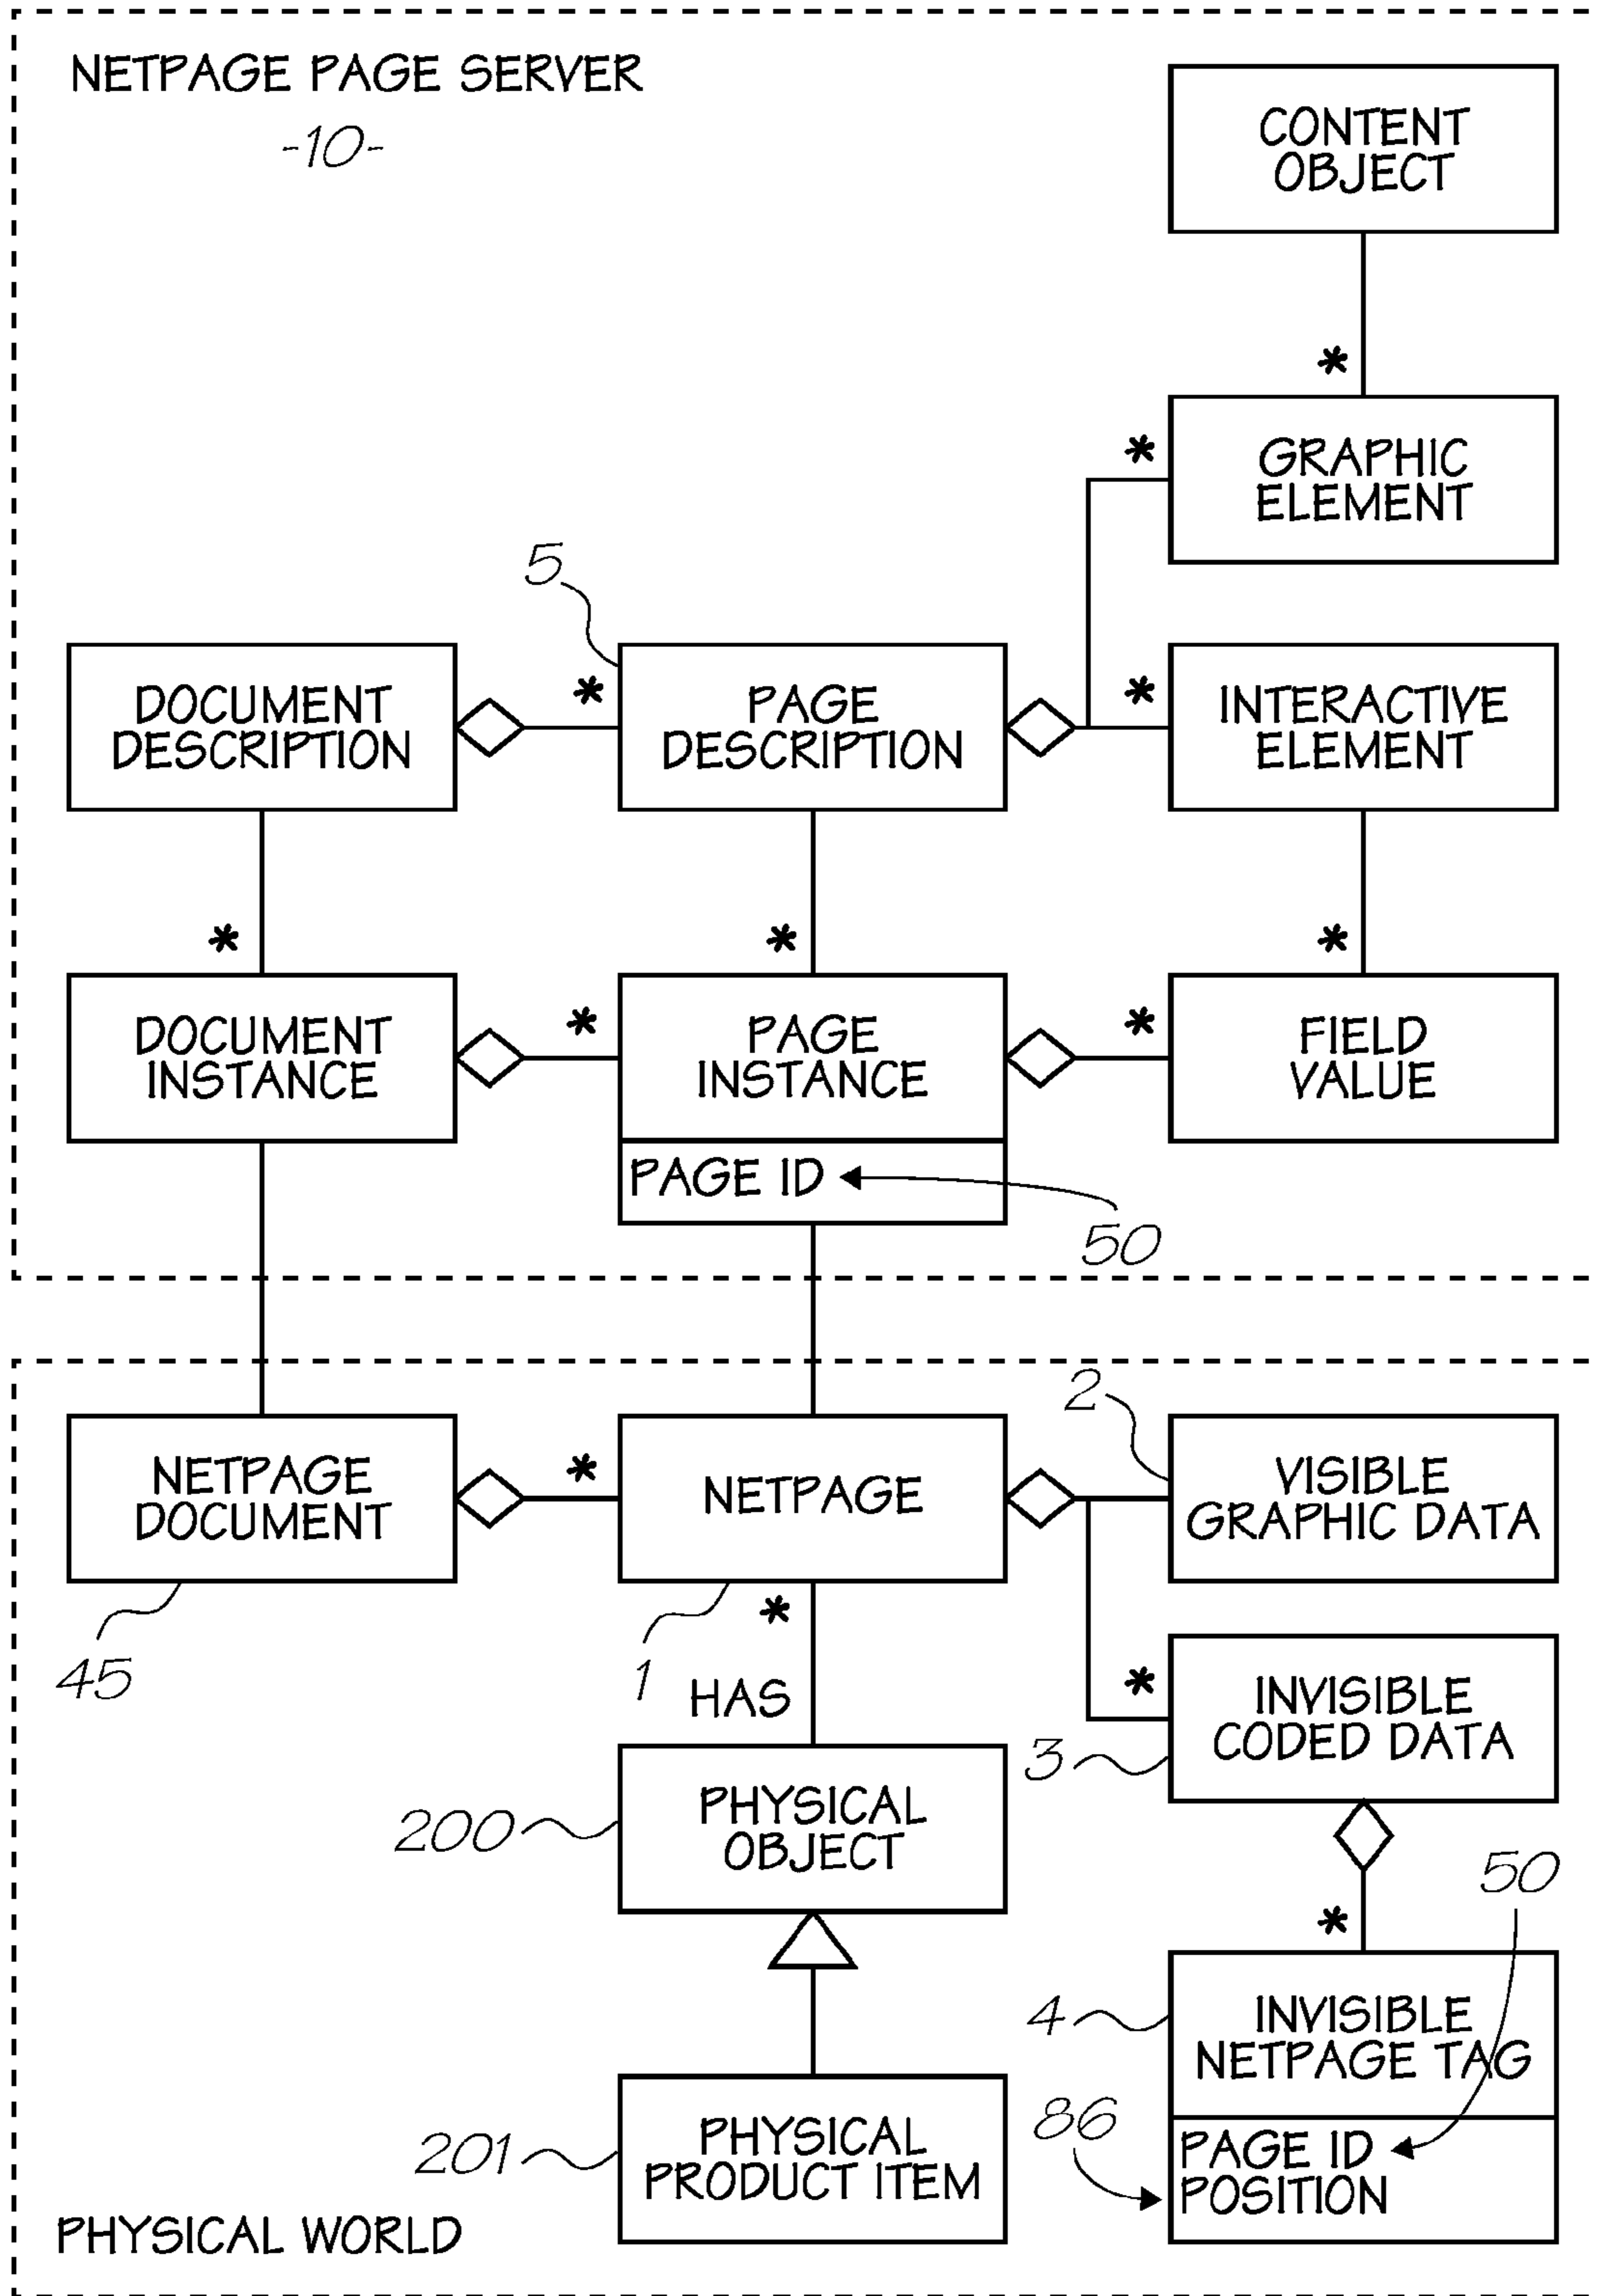 NETPAGE PAGE SERVER
-10-
CONTENT
OBJECT
*
*
GRAPHIC
ELEMENT
5
DOCUMENT
DESCRIPTION
*
PAGE
DESCRIPTION
*
INTERACTIVE
ELEMENT
*
*
*
DOCUMENT
INSTANCE
*
PAGE
INSTANCE
*
FIELD
VALUE
PAGE ID
50
2
NETPAGE
DOCUMENT
*
NETPAGE
VISIBLE
GRAPHIC DATA
45
1
*
HAS
*
INVISIBLE
CODED DATA
3
200
PHYSICAL
OBJECT
50
*
4
INVISIBLE
NETPAGE TAG
86
PAGE ID
POSITION
201
PHYSICAL
PRODUCT ITEM
PHYSICAL WORLD